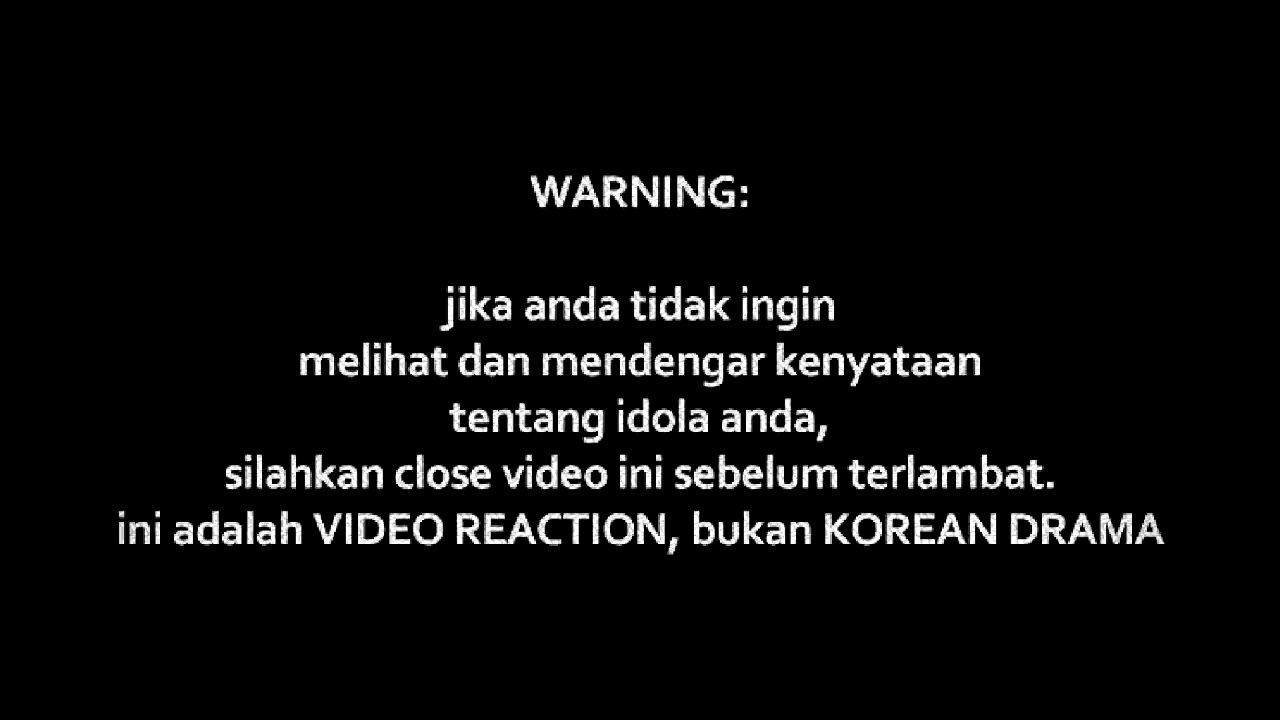 WARNING:
jika anda tidak ingin
melihat dan mendengar kenyataan
tentang idola anda,
silahkan close video ini sebelum terlambat.
ini adalah VIDEO REACTION, bukan KOREAN DRAMA